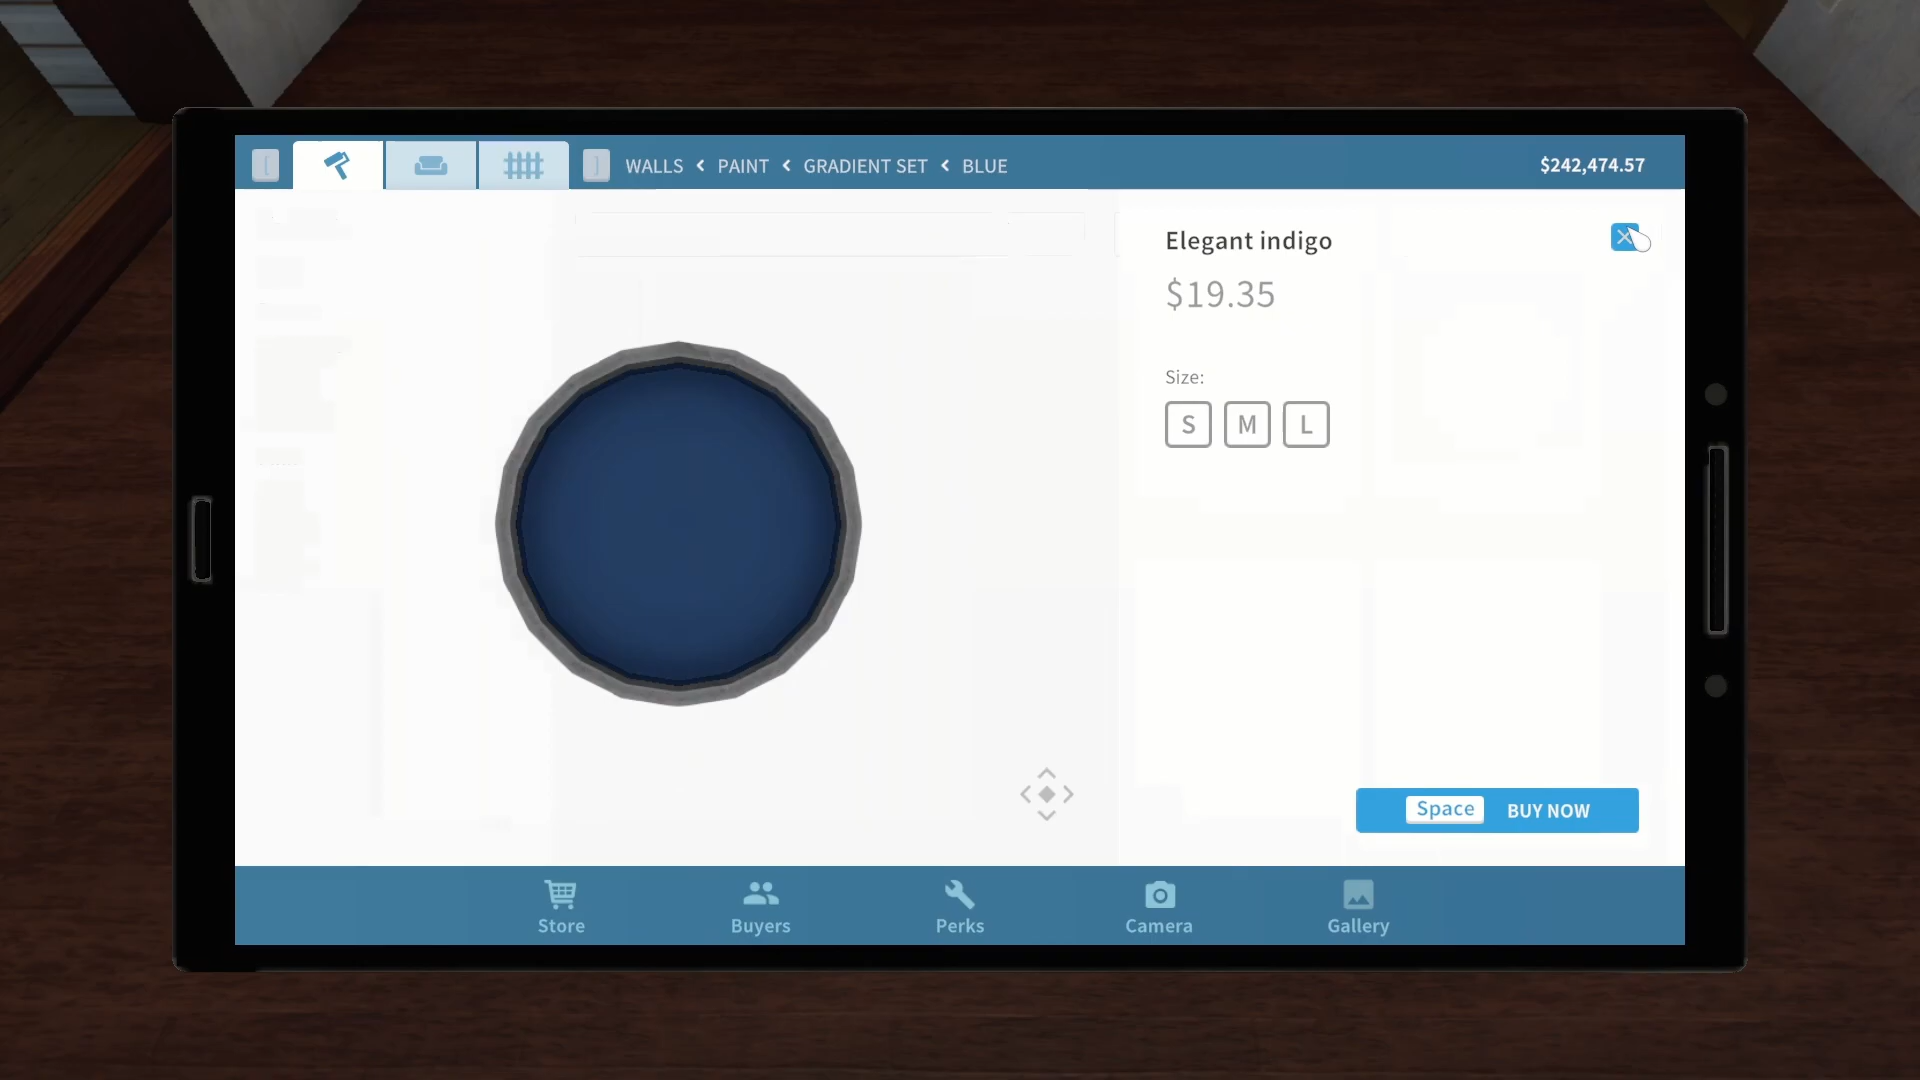 [ ] WALLS < PAINT < GRADIENT SET < BLUE $242,474.57
Elegant indigo
$19.35
Size:
S M L
Space BUY NOW
Store Buyers Perks Camera Gallery